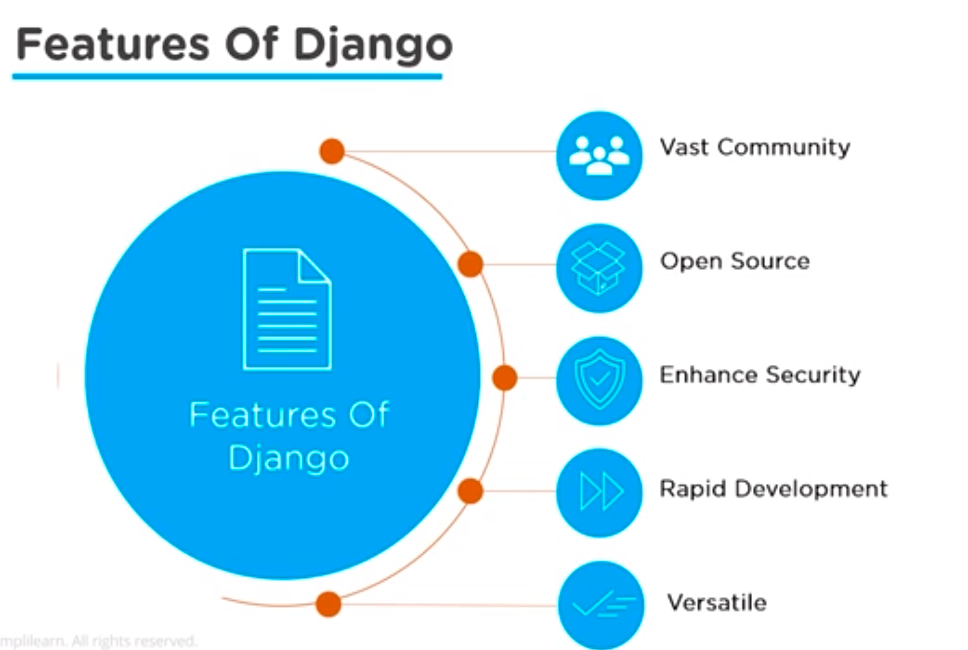 Features Of Django
Vast Community
Open Source
Enhance Security
Features Of
Django
Rapid Development
Versatile
mplilearn. All rights reserved.